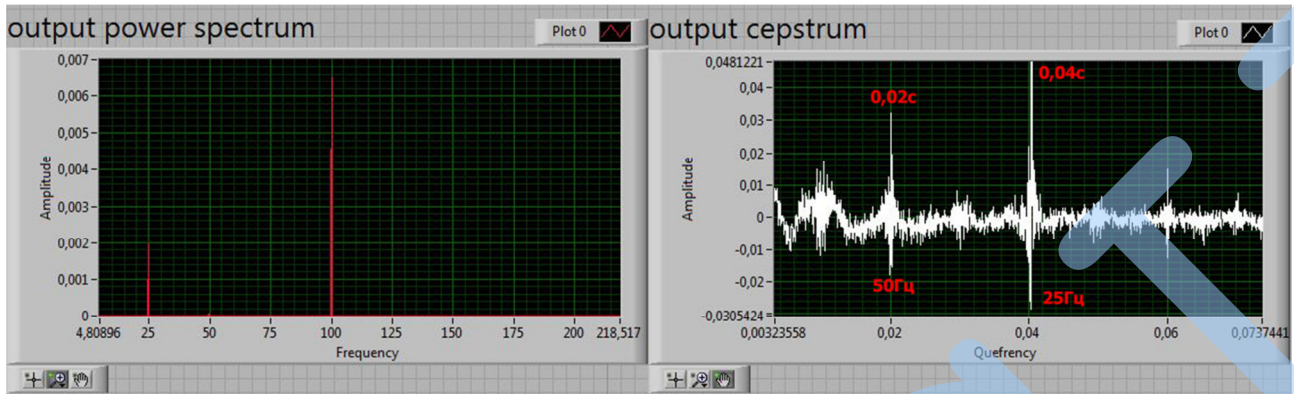 output power spectrum
Plot 0
0,007
0,006
0,005
0,004
0,003
0,002
0,001
0
Amplitude
4,80896 25 50 75 100 125 150 175 200 218,517
Frequency
output cepstrum
Plot 0
0,0481221
0,04
0,03
0,02
0,01
0
-0,01
-0,02
-0,0305424
Amplitude
0,04с
0,02с
50Гц
25Гц
0,00323558 0,02 0,04 0,06 0,0737441
Quefrency